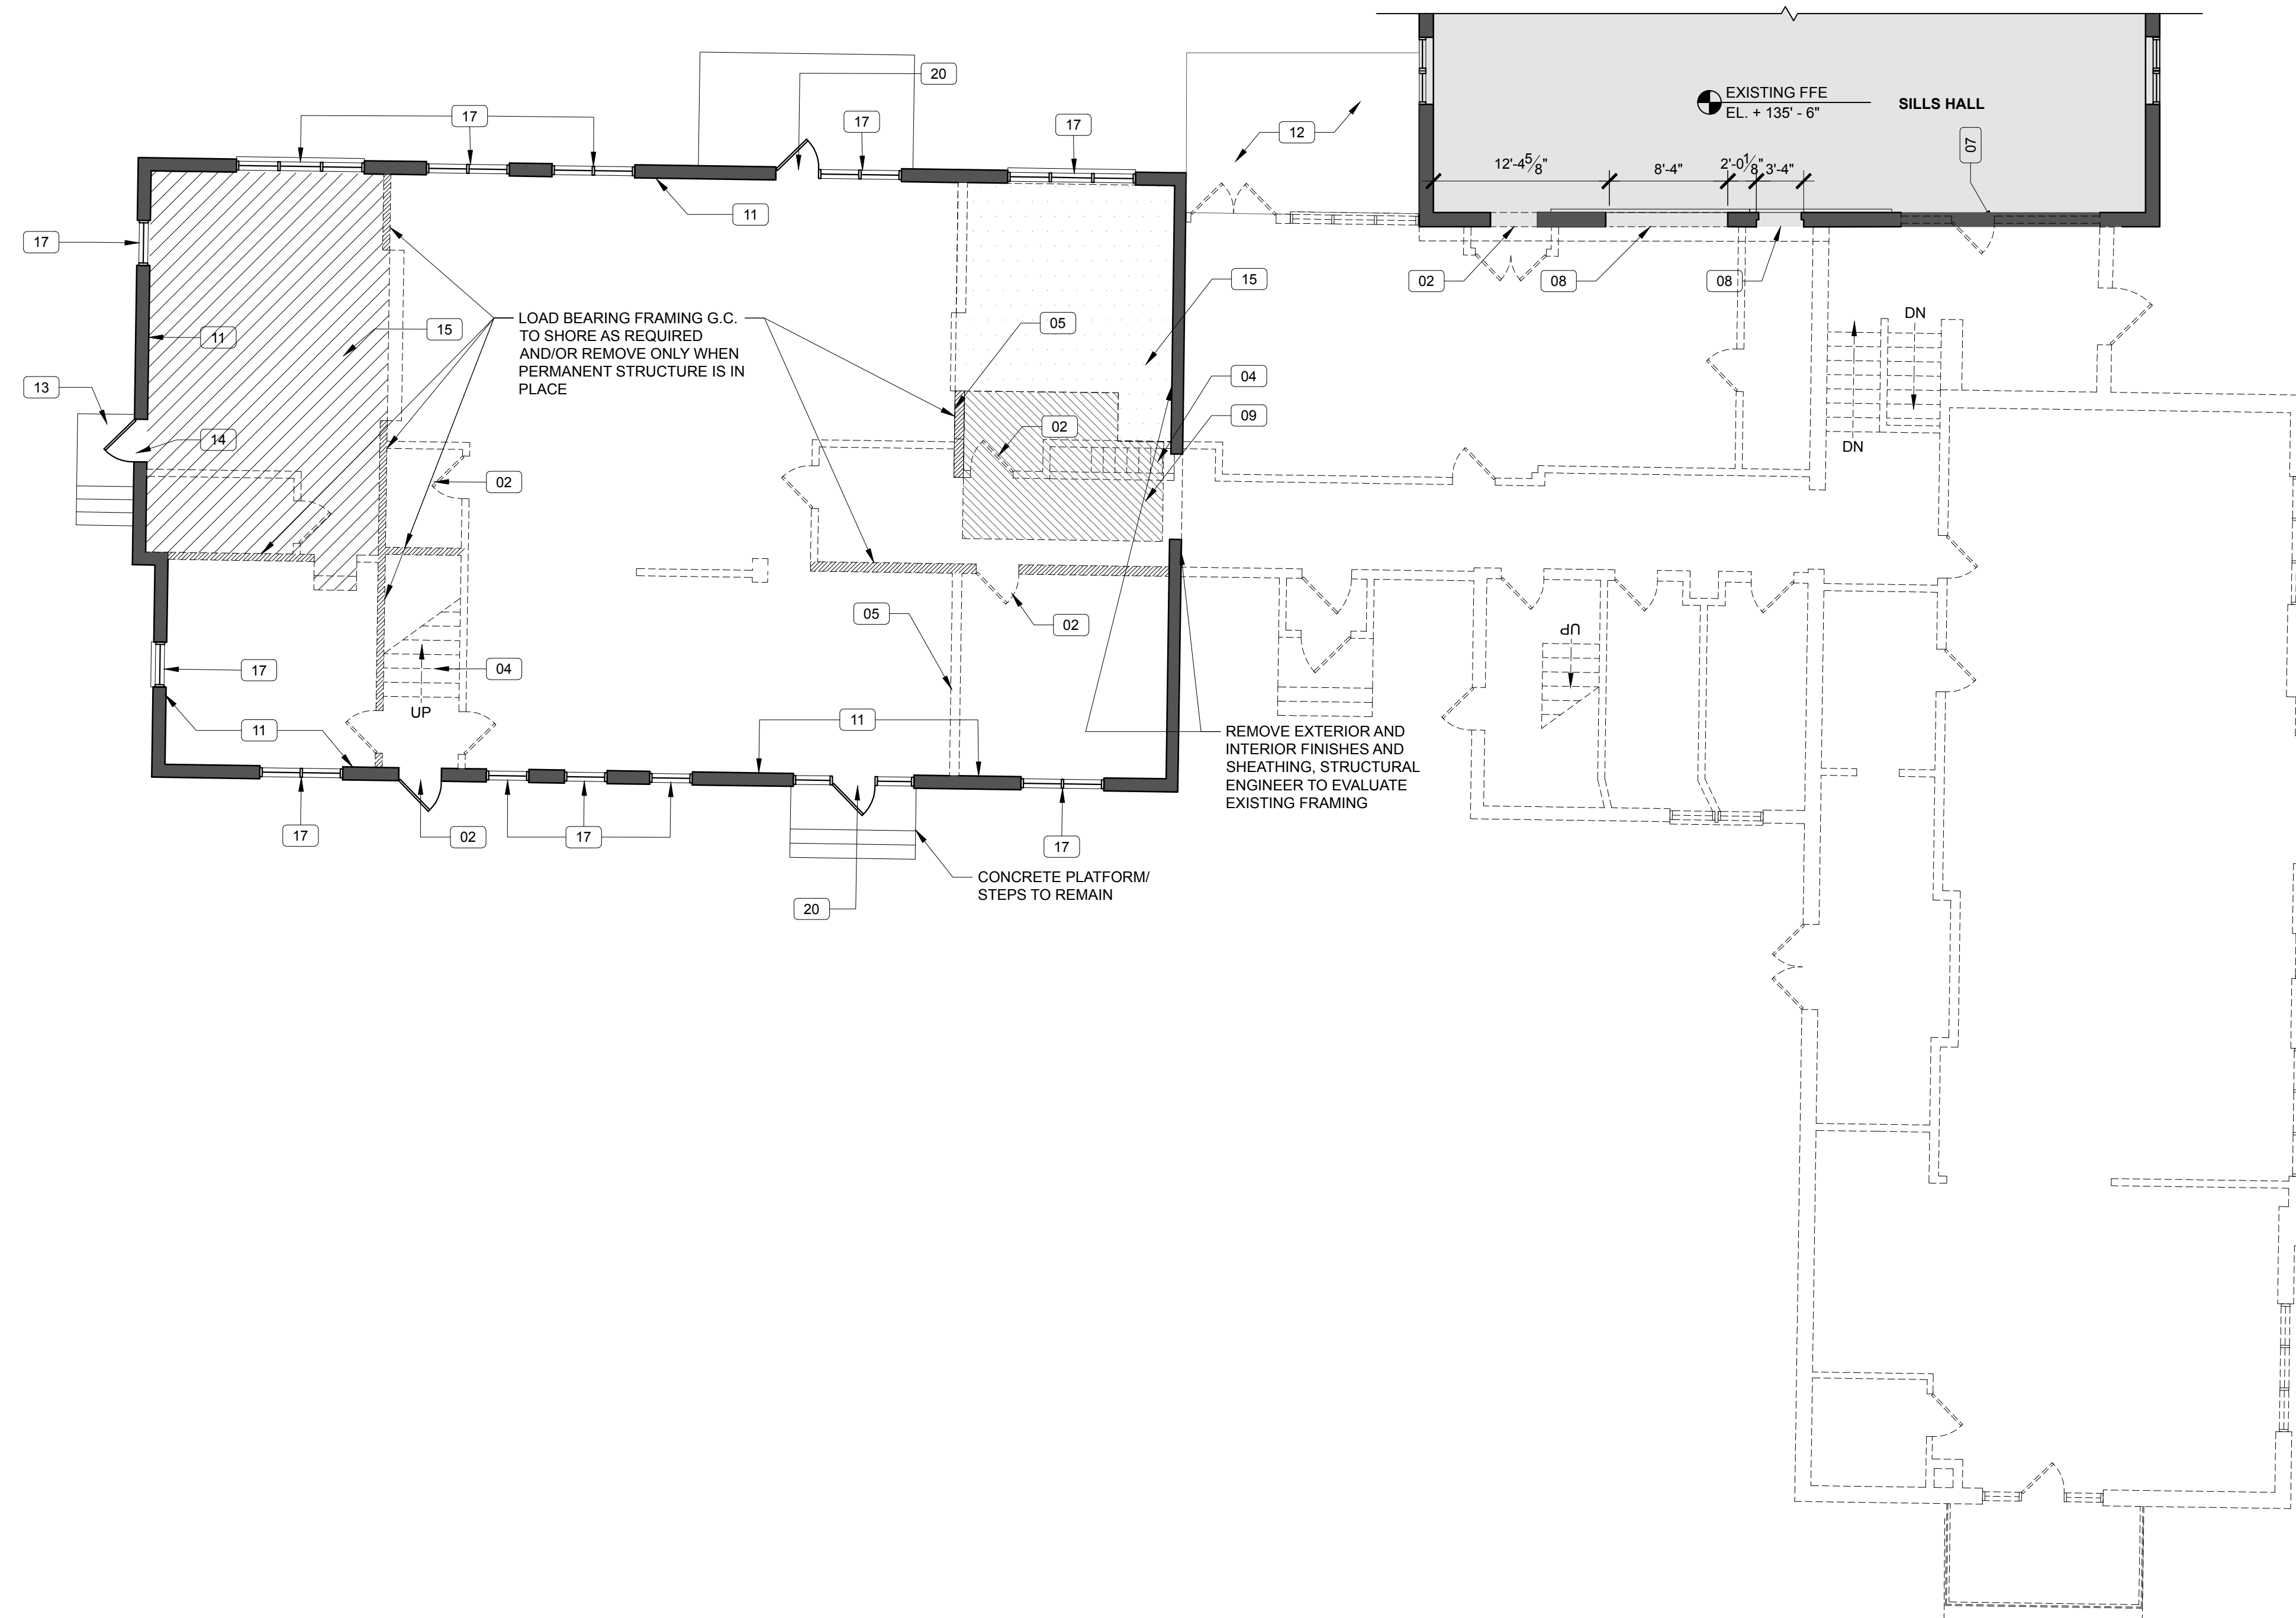 20
EXISTING FFE
EL. + 135' - 6"
SILLS HALL
17
17
17
12
07
12'-4 5/8"
8'-4"
2'-0 1/8"
3'-4"
11
17
02
08
08
15
LOAD BEARING FRAMING G.C.
TO SHORE AS REQUIRED
AND/OR REMOVE ONLY WHEN
PERMANENT STRUCTURE IS IN
PLACE
05
15
11
DN
13
04
09
14
02
DN
02
05
02
UP
17
04
UP
11
11
REMOVE EXTERIOR AND
INTERIOR FINISHES AND
SHEATHING, STRUCTURAL
ENGINEER TO EVALUATE
EXISTING FRAMING
17
02
17
17
CONCRETE PLATFORM/
STEPS TO REMAIN
20